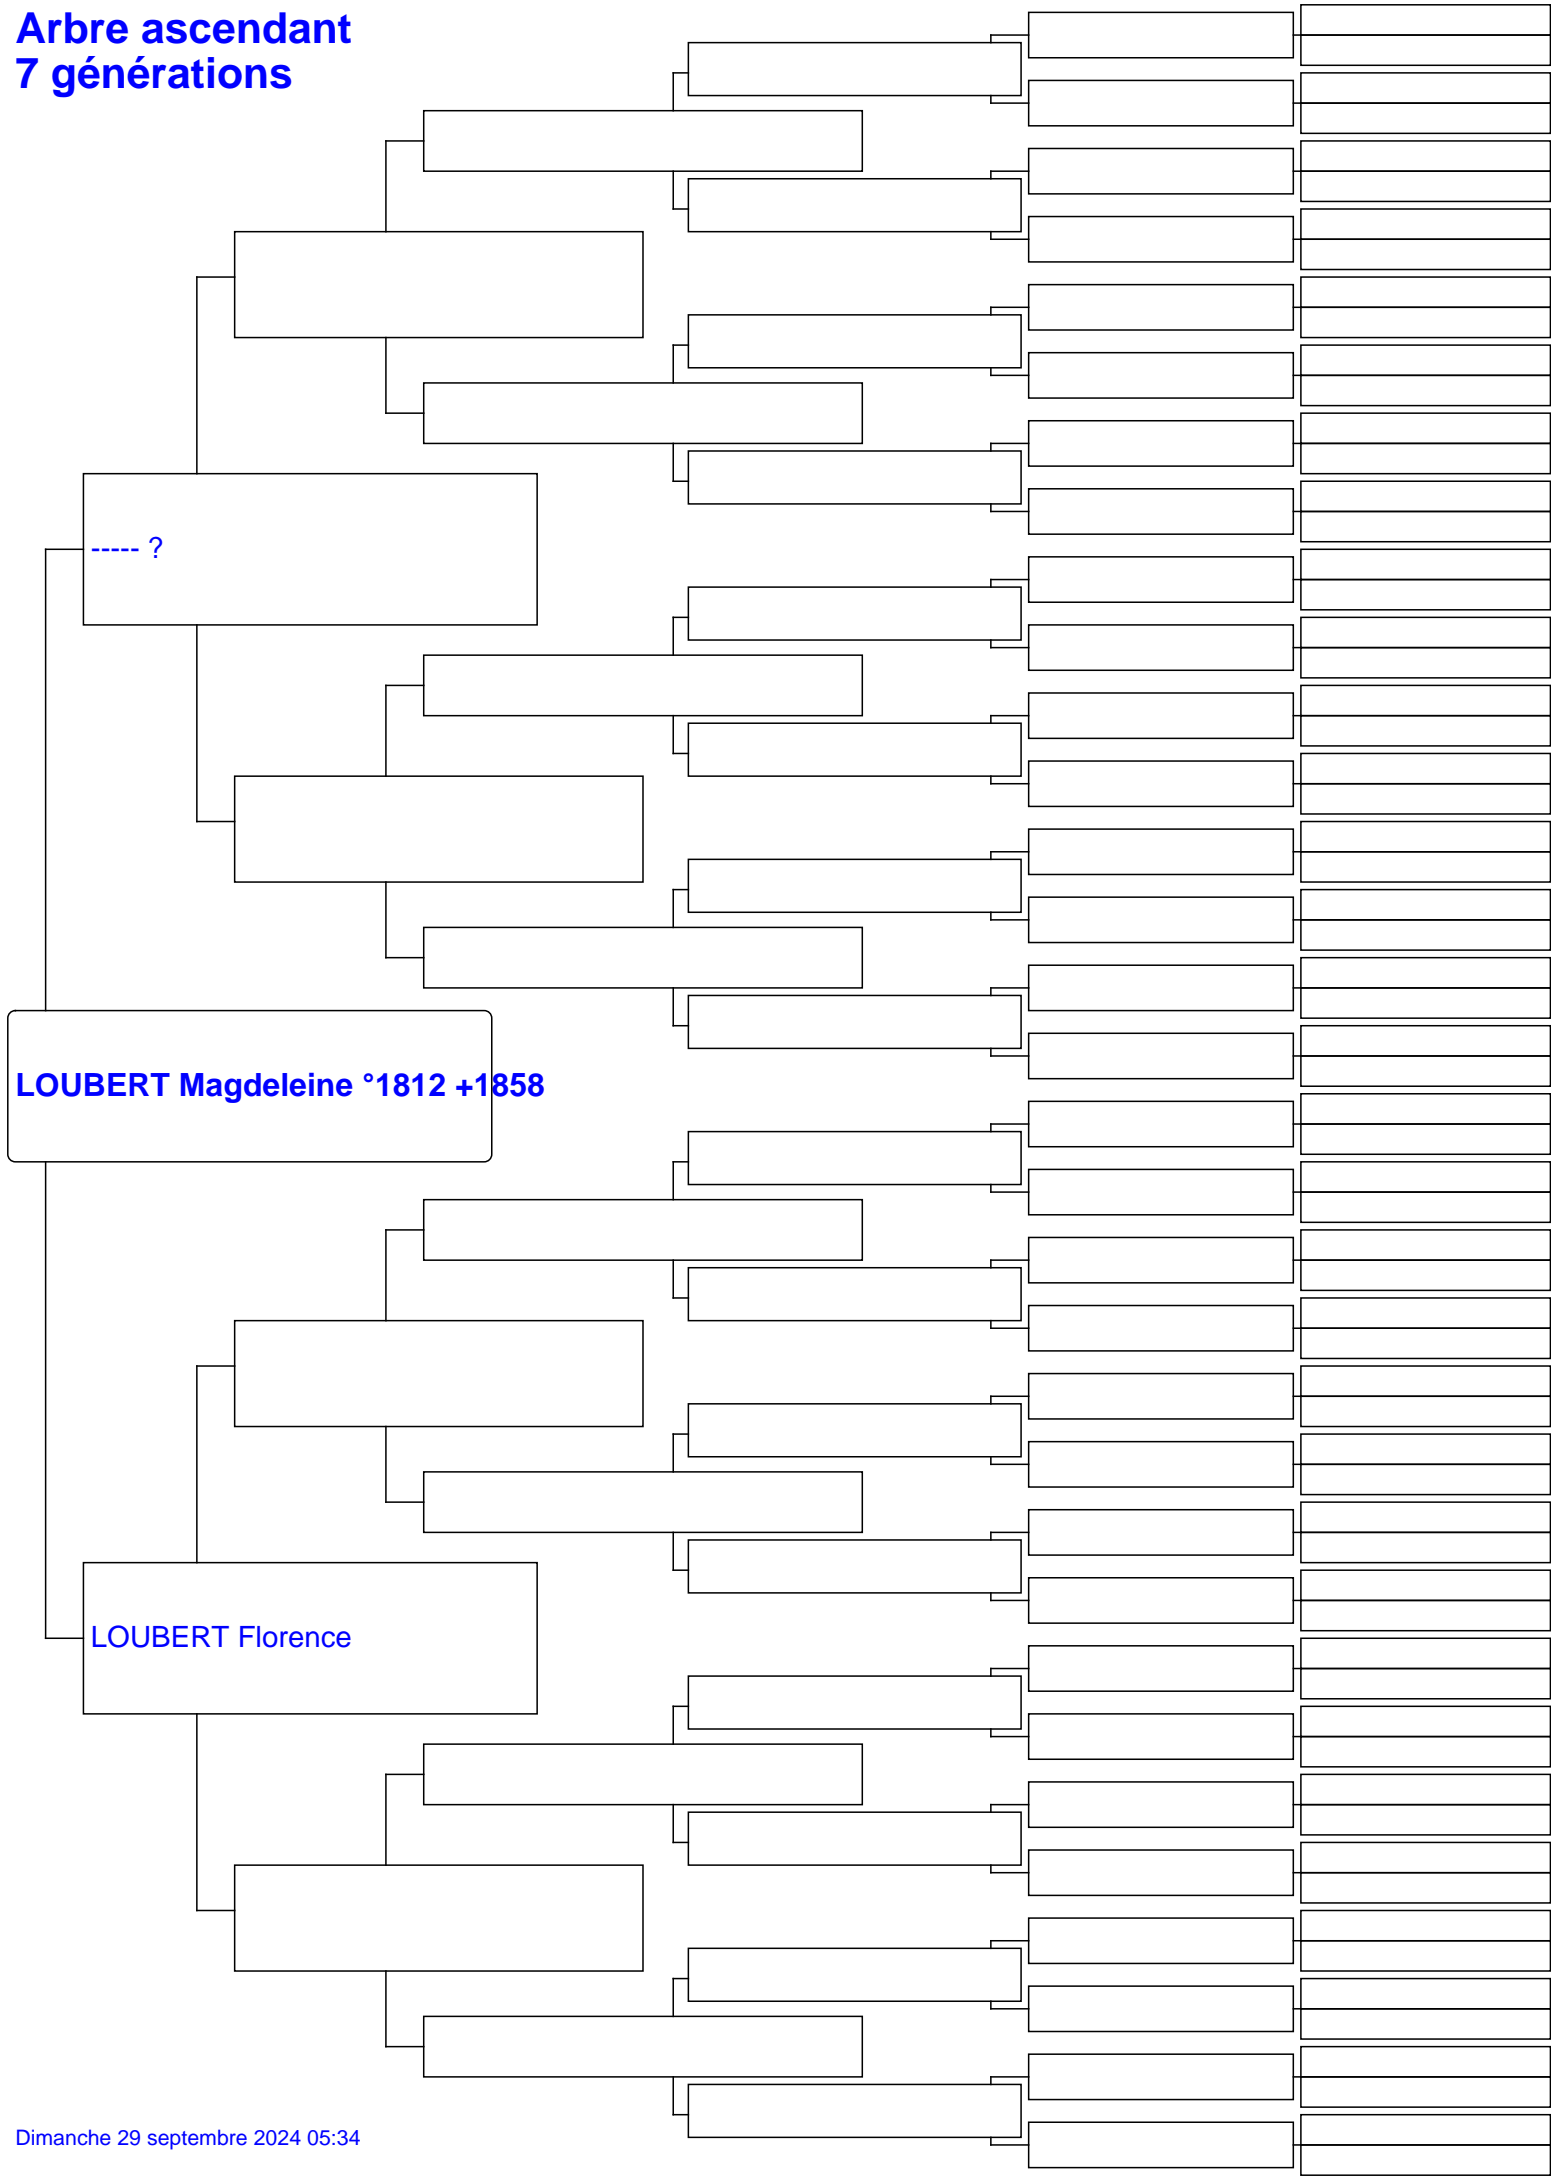 Arbre ascendant
7 générations
----- ?
LOUBERT Magdeleine °1812 +1858
LOUBERT Florence
Dimanche 29 septembre 2024 05:34